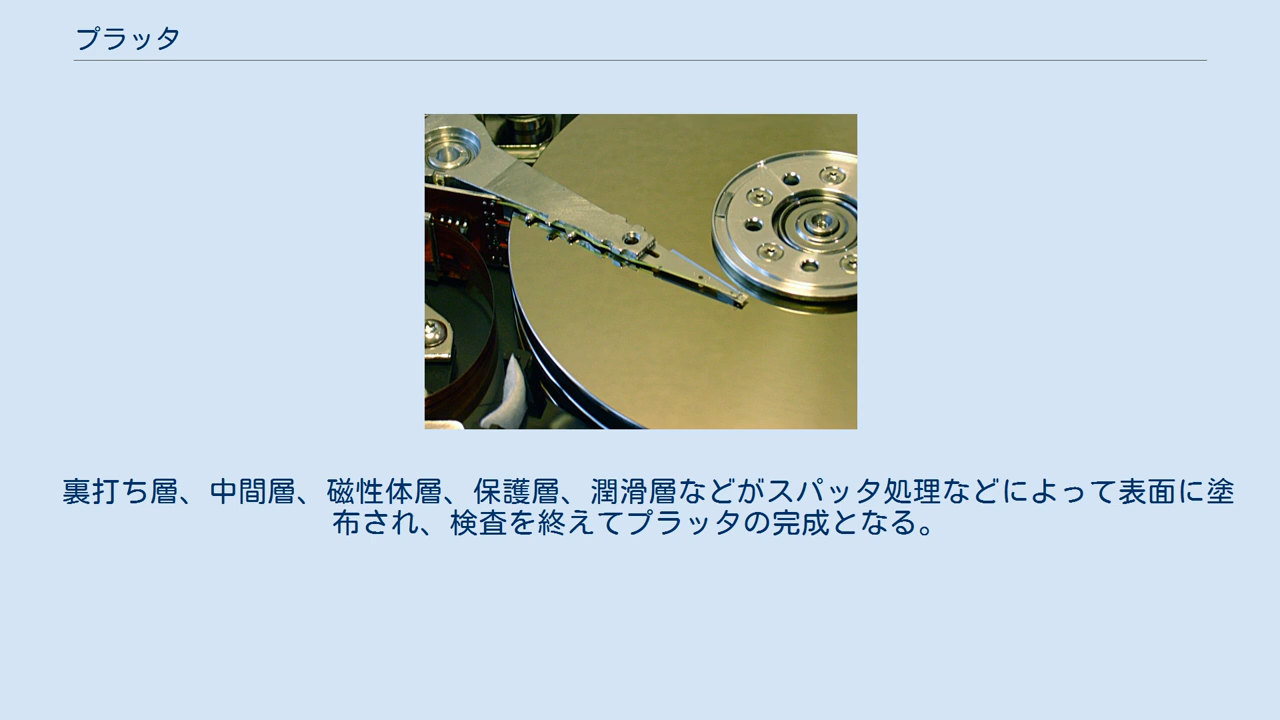 プラッタ
裏打ち層、中間層、磁性体層、保護層、潤滑層などがスパッタ処理などによって表面に塗
布され、検査を終えてプラッタの完成となる。